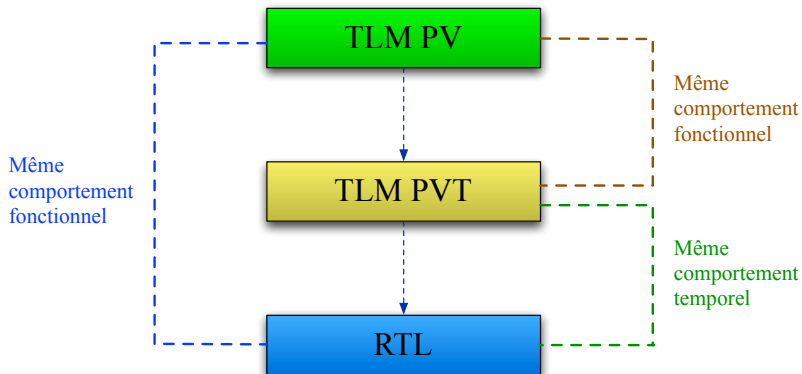 TLM PV
Même
comportement
fonctionnel
Même
comportement
fonctionnel
TLM PVT
Même
comportement
temporel
RTL